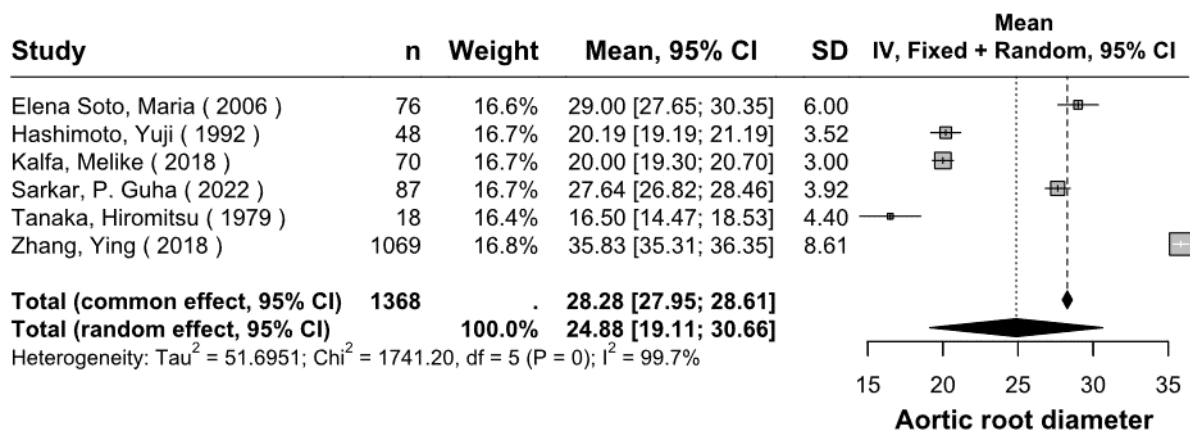 Study n Weight Mean, 95% CI SD Mean IV, Fixed + Random, 95% CI
Elena Soto, Maria ( 2006 ) 76 16.6% 29.00 [27.65; 30.35] 6.00
Hashimoto, Yuji ( 1992 ) 48 16.7% 20.19 [19.19; 21.19] 3.52
Kalfa, Melike ( 2018 ) 70 16.7% 20.00 [19.30; 20.70] 3.00
Sarkar, P. Guha ( 2022 ) 87 16.7% 27.64 [26.82; 28.46] 3.92
Tanaka, Hiromitsu ( 1979 ) 18 16.4% 16.50 [14.47; 18.53] 4.40
Zhang, Ying ( 2018 ) 1069 16.8% 35.83 [35.31; 36.35] 8.61
Total (common effect, 95% CI) 1368 . 28.28 [27.95; 28.61]
Total (random effect, 95% CI) 100.0% 24.88 [19.11; 30.66]
Heterogeneity: Tau² = 51.6951; Chi² = 1741.20, df = 5 (P = 0); I² = 99.7%
15 20 25 30 35
Aortic root diameter